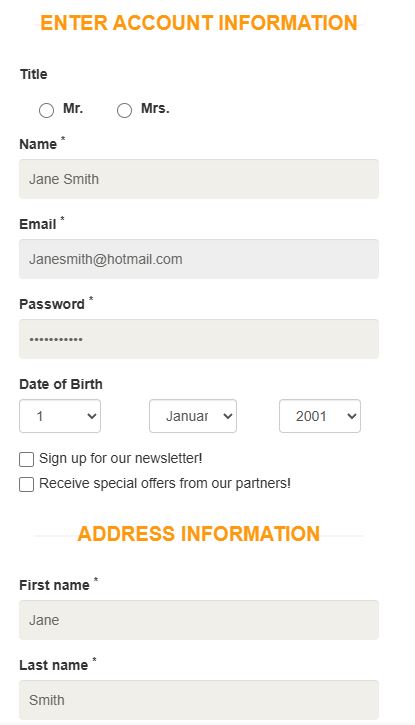 ENTER ACCOUNT INFORMATION
Title
Mr. Mrs.
Name *
Jane Smith
Email *
Janesmith@hotmail.com
Password *
•••••••••••
Date of Birth
1 Januar 2001
Sign up for our newsletter!
Receive special offers from our partners!
ADDRESS INFORMATION
First name *
Jane
Last name *
Smith